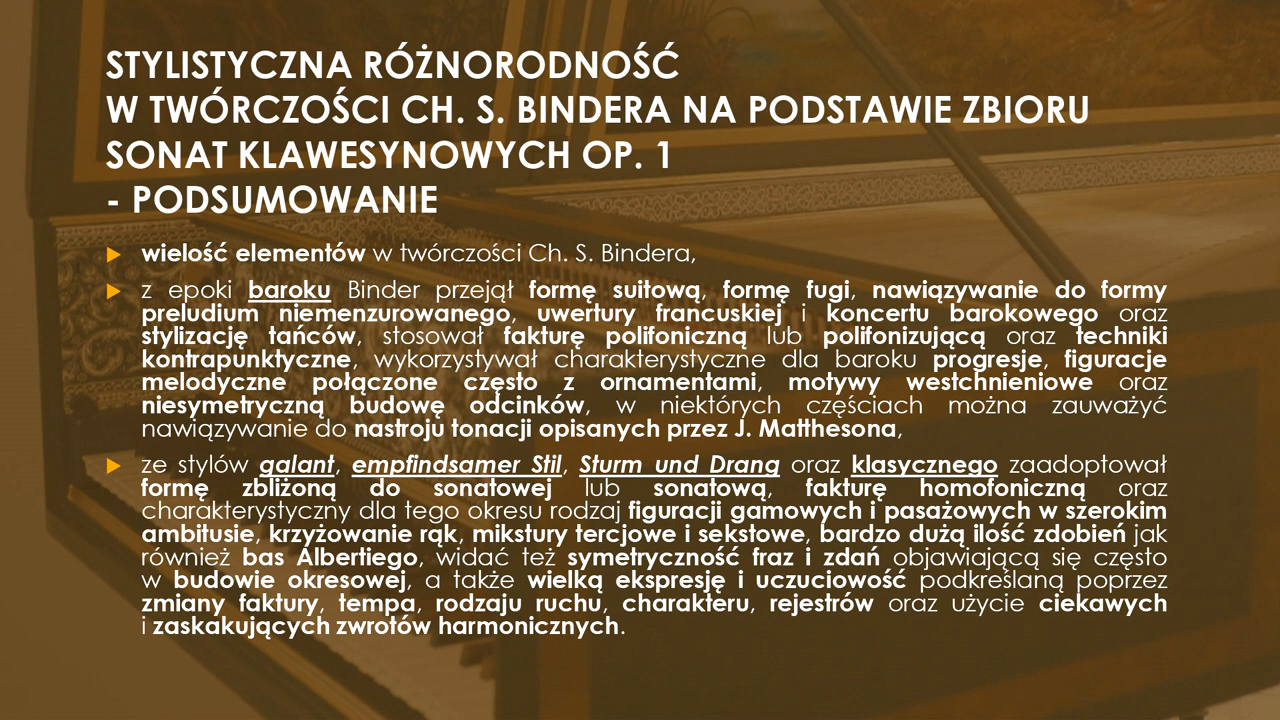 STYLISTYCZNA RÓŻNORODNOŚĆ
W TWÓRCZOŚCI CH. S. BINDERA NA PODSTAWIE ZBIORU
SONAT KLAWESYNOWYCH OP. 1
- PODSUMOWANIE
wielość elementów w twórczości Ch. S. Bindera,
z epoki baroku Binder przejął formę suitową, formę fugi, nawiązywanie do formy
preludium niemenzurowanego, uwertury francuskiej i koncertu barokowego oraz
stylizację tańców, stosował fakturę polifoniczną lub polifonizującą oraz techniki
kontrapunktyczne, wykorzystywał charakterystyczne dla baroku progresje, figuracje
melodyczne połączone często z ornamentami, motywy westchnieniowe oraz
niesymetryczną budowę odcinków, w niektórych częściach można zauważyć
nawiązywanie do nastroju tonacji opisanych przez J. Matthesona,
ze stylów galant, empfindsamer Stil, Sturm und Drang oraz klasycznego zaadoptował
formę zbliżoną do sonatowej lub sonatową, fakturę homofoniczną oraz
charakterystyczny dla tego okresu rodzaj figuracji gamowych i pasażowych w szerokim
ambitusie, krzyżowanie rąk, mikstury tercjowe i sekstowe, bardzo dużą ilość zdobień jak
również bas Albertiego, widać też symetryczność fraz i zdań objawiającą się często
w budowie okresowej, a także wielką ekspresję i uczuciowość podkreślaną poprzez
zmiany faktury, tempa, rodzaju ruchu, charakteru, rejestrów oraz użycie ciekawych
i zaskakujących zwrotów harmonicznych.